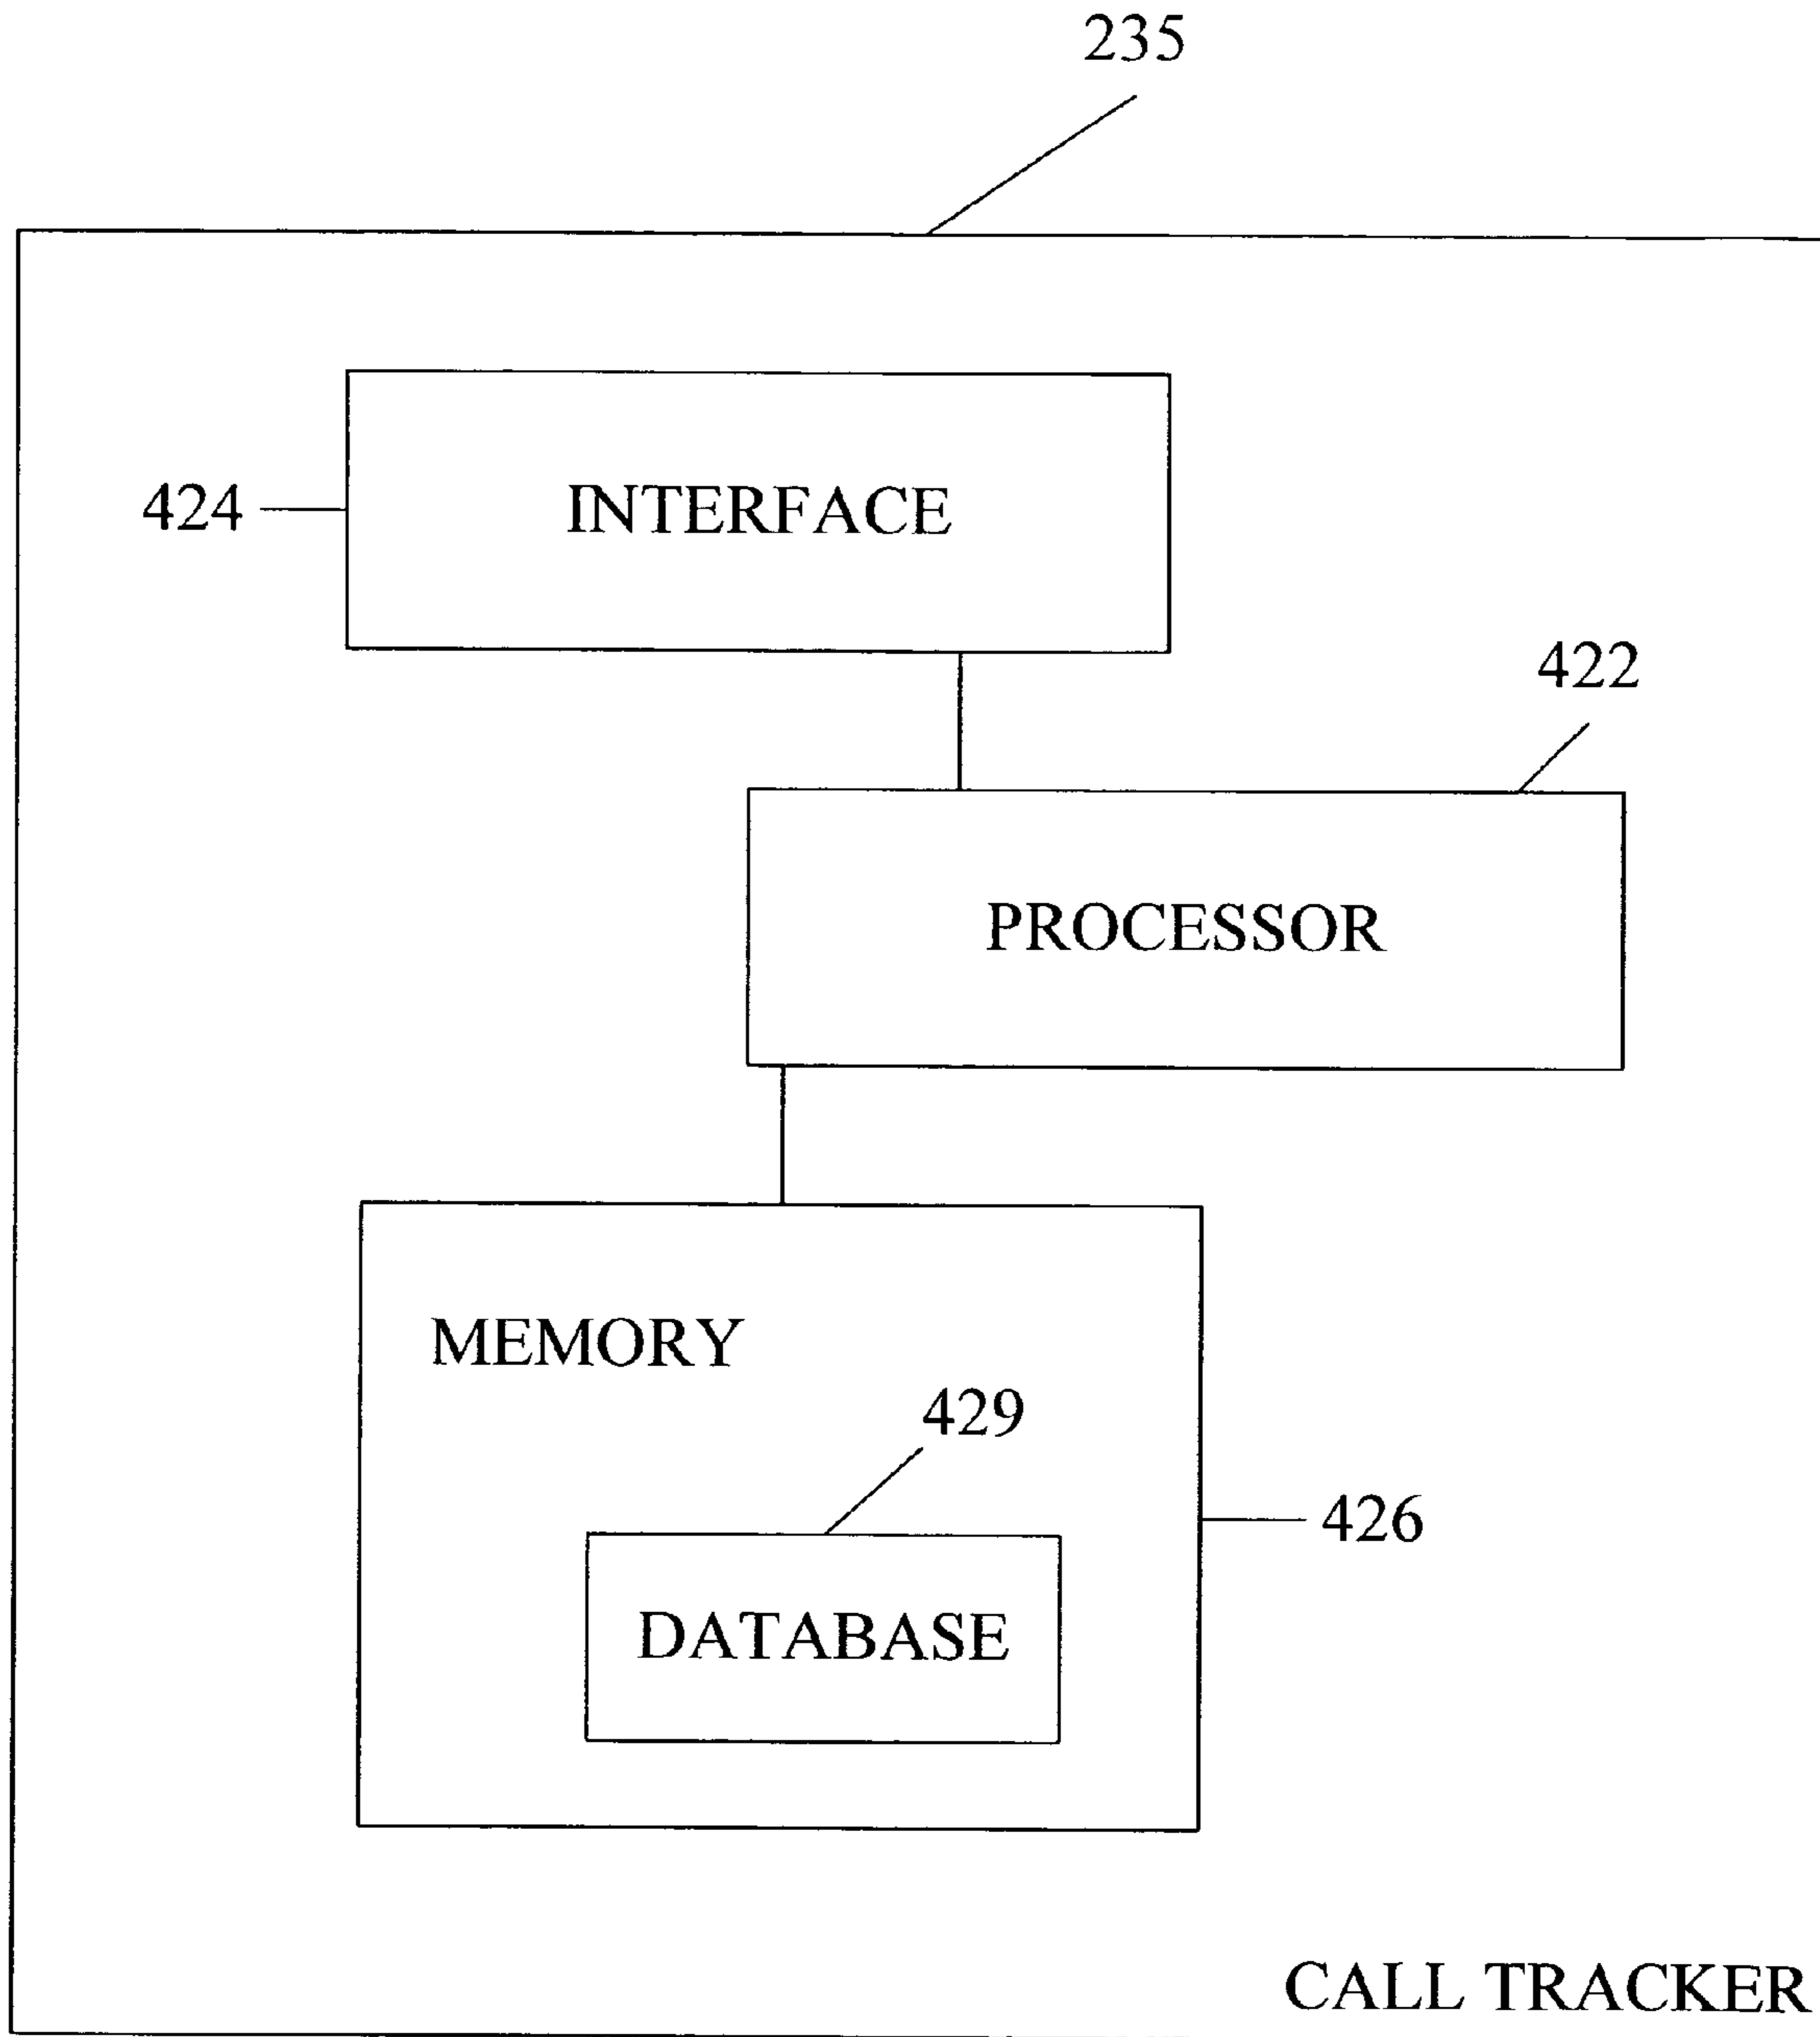 235
424
INTERFACE
422
PROCESSOR
MEMORY
429
426
DATABASE
CALL TRACKER